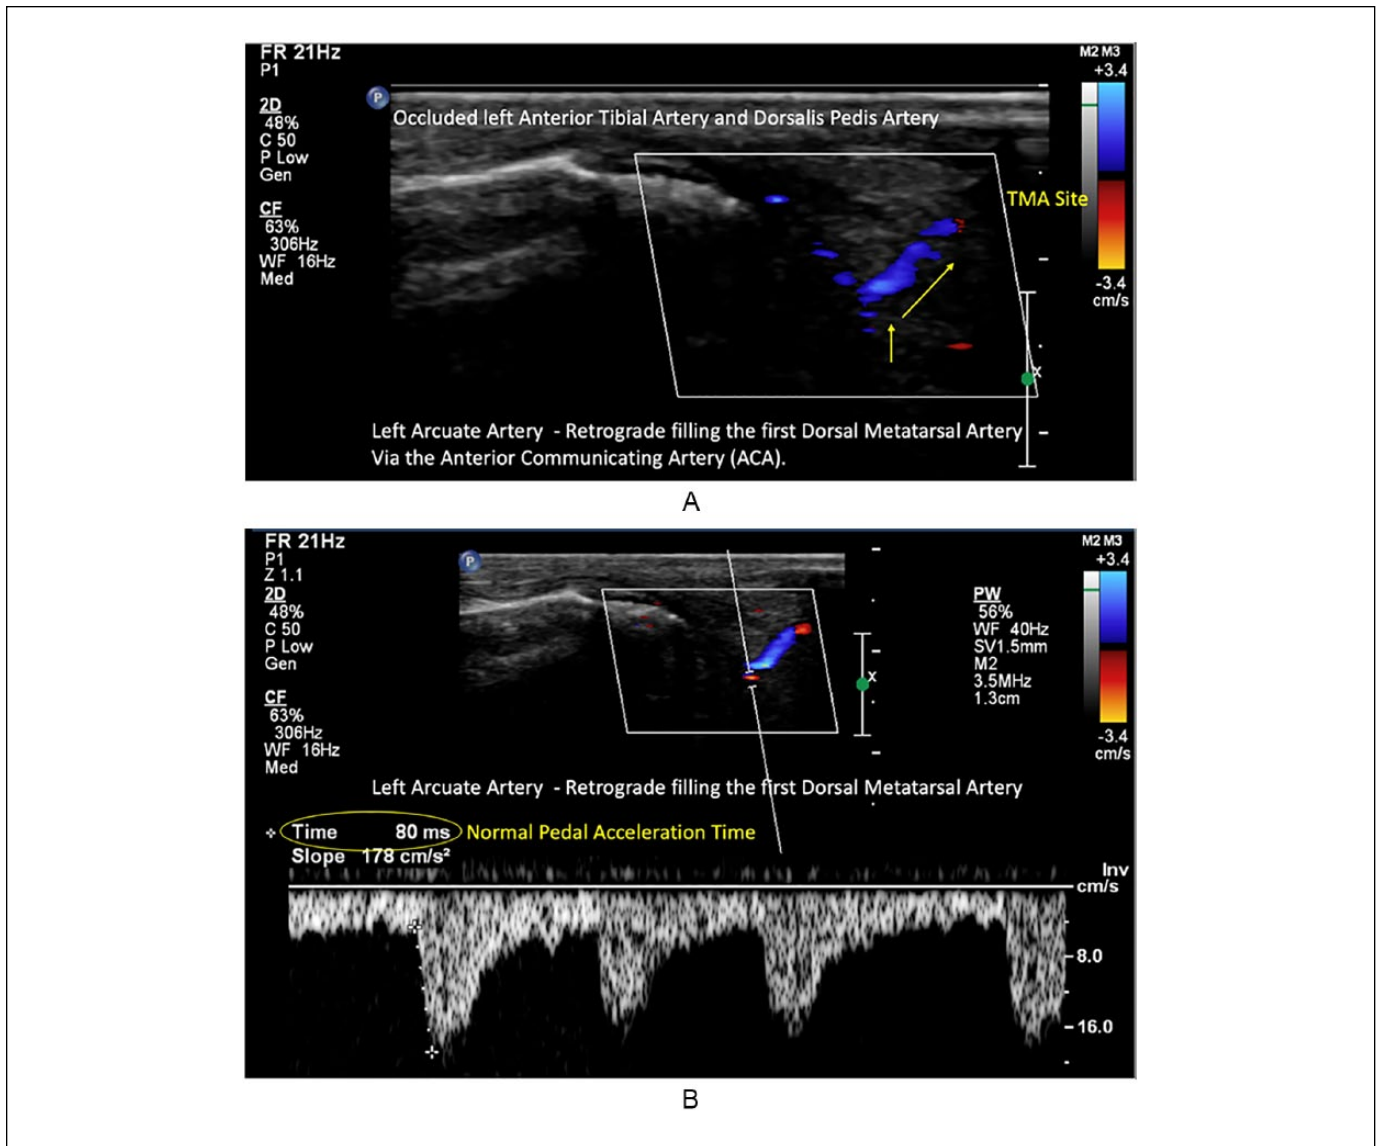 FR 21Hz
P1
2D
48%
C 50
P Low
Gen
CF
63%
306Hz
WF 16Hz
Med
P
Occluded left Anterior Tibial Artery and Dorsalis Pedis Artery
TMA Site
M2 M3
+3.4
-3.4
cm/s
x
Left Arcuate Artery - Retrograde filling the first Dorsal Metatarsal Artery
Via the Anterior Communicating Artery (ACA).
A
FR 21Hz
P1
Z 1.1
2D
48%
C 50
P Low
Gen
CF
63%
306Hz
WF 16Hz
Med
P
x
PW
56%
WF 40Hz
SV1.5mm
M2
3.5MHz
1.3cm
M2 M3
+3.4
-3.4
cm/s
Left Arcuate Artery - Retrograde filling the first Dorsal Metatarsal Artery
Time 80 ms Normal Pedal Acceleration Time
Slope 178 cm/s²
Inv
cm/s
8.0
16.0
B